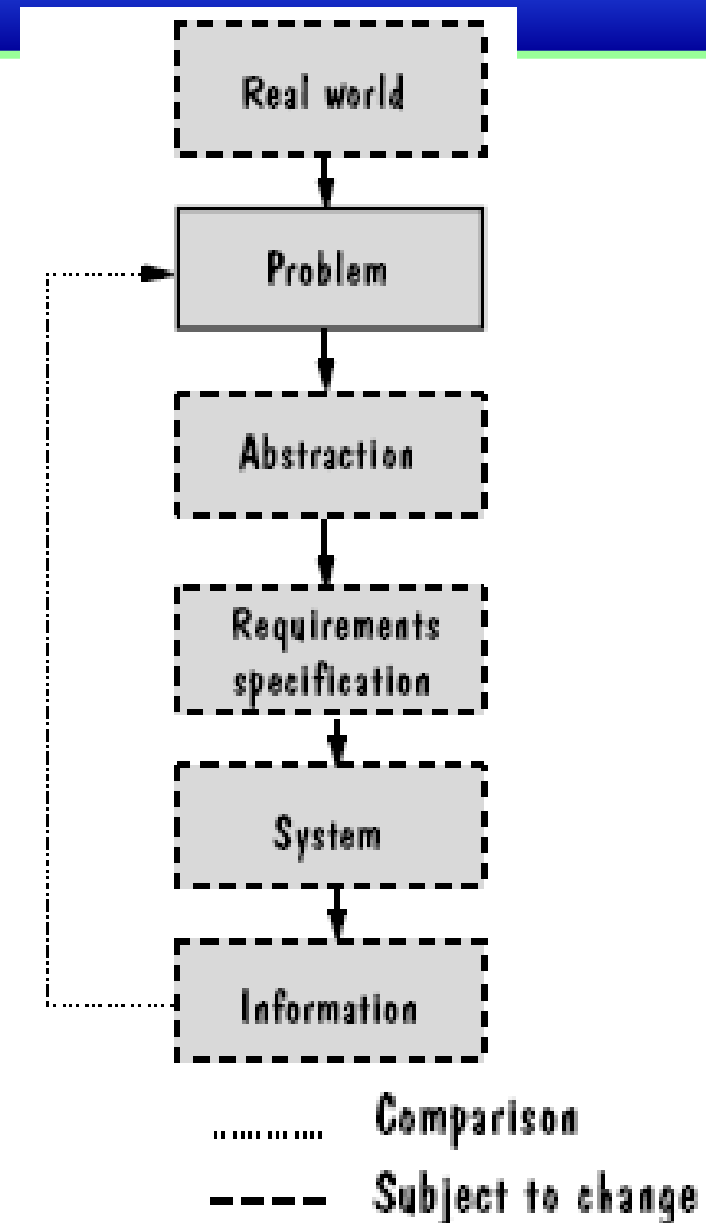 Real world
Problem
Abstraction
Requirements
specification
System
Information
Comparison
Subject to change